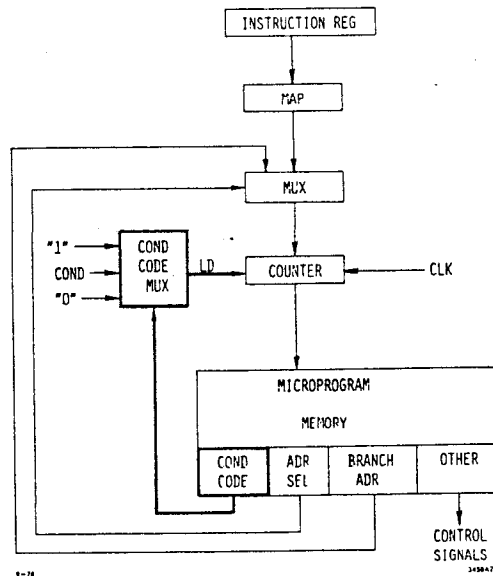 INSTRUCTION REG
MAP
MUX
"1"
COND
"0"
COND
CODE
MUX
LD
COUNTER
CLK
MICROPROGRAM
MEMORY
COND
CODE
ADR
SEL
BRANCH
ADR
OTHER
CONTROL
SIGNALS